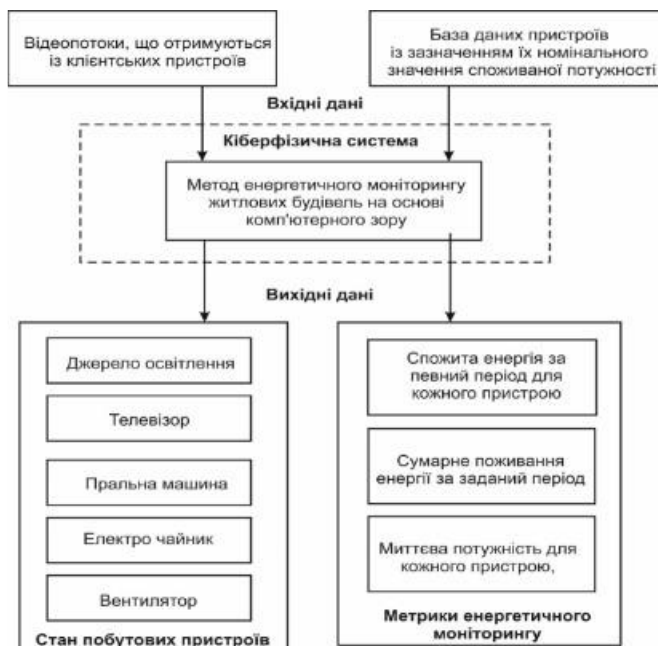 Відеопотоки, що отримуються
із клієнтських пристроїв
База даних пристроїв
із зазначенням їх номінального
значення споживаної потужності
Вхідні дані
Кіберфізична система
Метод енергетичного моніторингу
житлових будівель на основі
комп'ютерного зору
Вихідні дані
Джерело освітлення
Телевізор
Пральна машина
Електро чайник
Вентилятор
Стан побутових пристроїв
Спожита енергія за
певний період для
кожного пристрою
Сумарне поживання
енергії за заданий період
Миттєва потужність для
кожного пристрою,
Метрики енергетичного
моніторингу